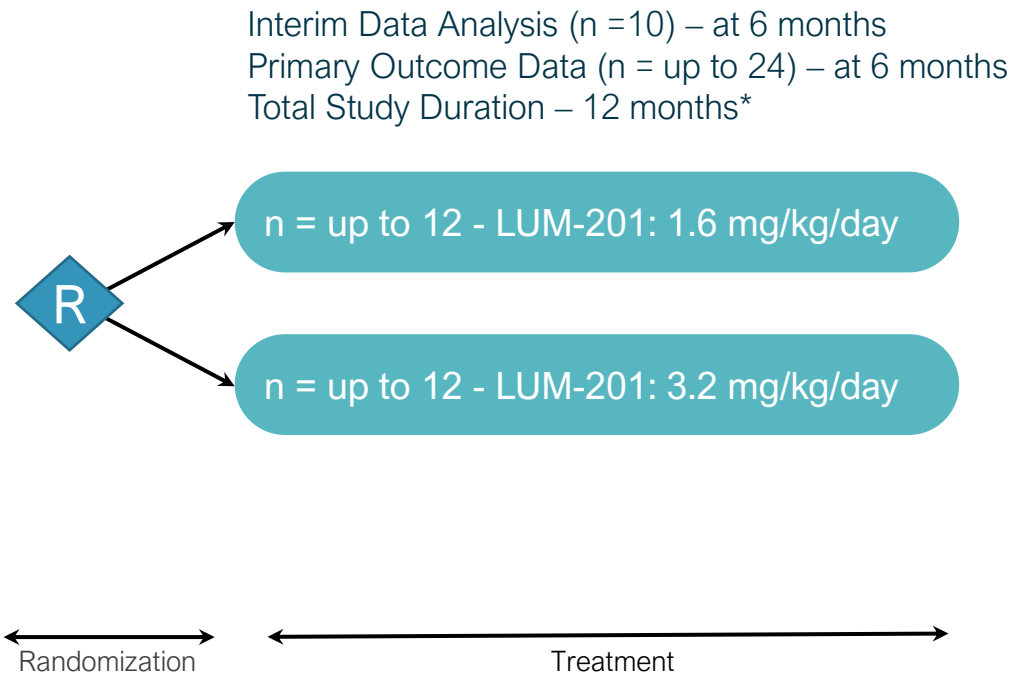 Interim Data Analysis (n =10) – at 6 months
Primary Outcome Data (n = up to 24) – at 6 months
Total Study Duration – 12 months*
n = up to 12 - LUM-201: 1.6 mg/kg/day
R
n = up to 12 - LUM-201: 3.2 mg/kg/day
Randomization
Treatment